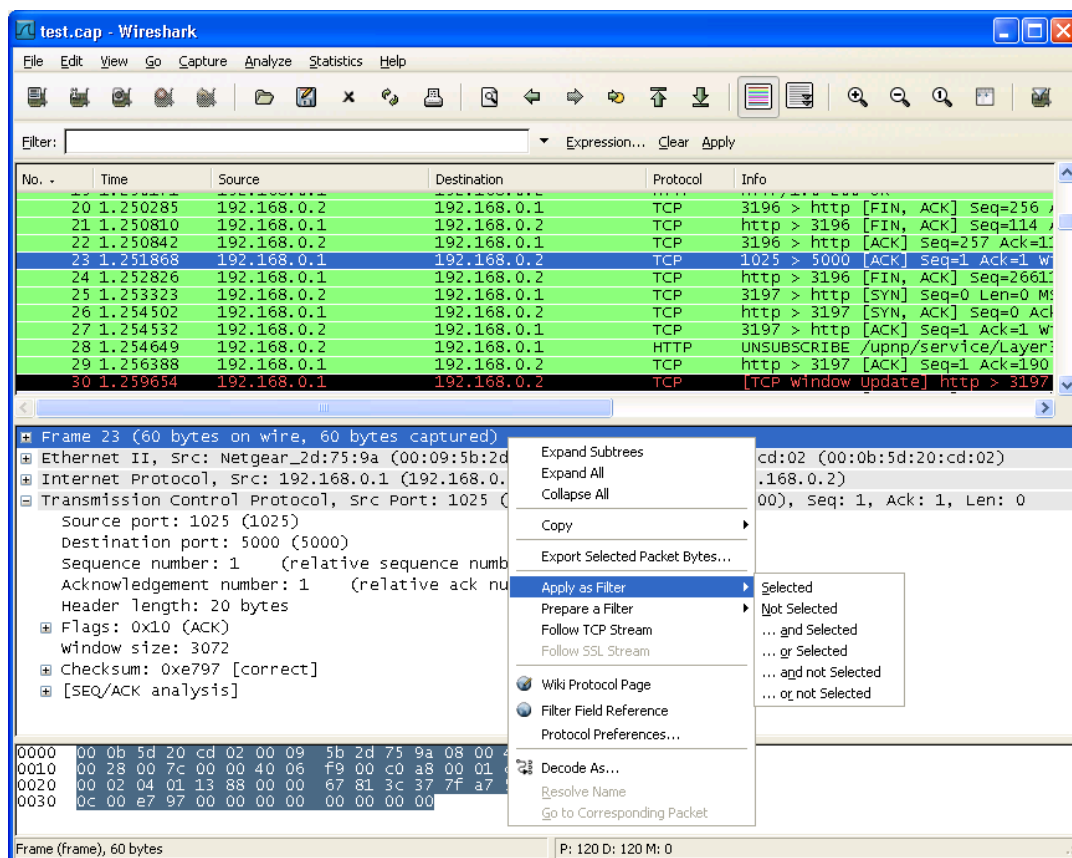 test.cap - Wireshark
File Edit View Go Capture Analyze Statistics Help
Filter: Expression... Clear Apply
No. - Time Source Destination Protocol Info
20 1.250285 192.168.0.2 192.168.0.1 TCP 3196 > http [FIN, ACK] Seq=256
21 1.250810 192.168.0.1 192.168.0.2 TCP http > 3196 [FIN, ACK] Seq=114
22 1.250842 192.168.0.2 192.168.0.1 TCP 3196 > http [ACK] Seq=257 Ack=11
23 1.251868 192.168.0.1 192.168.0.2 TCP 1025 > 5000 [ACK] Seq=1 Ack=1
24 1.252826 192.168.0.1 192.168.0.2 TCP http > 3196 [FIN, ACK] Seq=2661
25 1.253323 192.168.0.2 192.168.0.1 TCP 3197 > http [SYN] Seq=0 Len=0
26 1.254502 192.168.0.1 192.168.0.2 TCP http > 3197 [SYN, ACK] Seq=0
27 1.254532 192.168.0.2 192.168.0.1 TCP 3197 > http [ACK] Seq=1 Ack=1
28 1.254649 192.168.0.2 192.168.0.1 HTTP UNSUBSCRIBE /upnp/service/Layer
29 1.256388 192.168.0.1 192.168.0.2 TCP http > 3197 [ACK] Seq=1 Ack=190
30 1.259654 192.168.0.1 192.168.0.2 TCP [TCP Window Update] http > 3197
Frame 23 (60 bytes on wire, 60 bytes captured)
Ethernet II, Src: Netgear_2d:75:9a (00:09:5b:2d cd:02 (00:0b:5d:20:cd:02)
Internet Protocol, Src: 192.168.0.1 (192.168.0. .168.0.2)
Transmission Control Protocol, Src Port: 1025 ( 00), Seq: 1, Ack: 1, Len: 0
Source port: 1025 (1025)
Destination port: 5000 (5000)
Sequence number: 1 (relative sequence numb
Acknowledgement number: 1 (relative ack nu
Header length: 20 bytes
Flags: 0x10 (ACK)
Window size: 3072
Checksum: 0xe797 [correct]
[SEQ/ACK analysis]
Expand Subtrees
Expand All
Collapse All
Copy
Export Selected Packet Bytes...
Apply as Filter
Prepare a Filter
Follow TCP Stream
Follow SSL Stream
Wiki Protocol Page
Filter Field Reference
Protocol Preferences...
Decode As...
Resolve Name
Go to Corresponding Packet
Selected
Not Selected
... and Selected
... or Selected
... and not Selected
... or not Selected
0000 00 0b 5d 20 cd 02 00 09 5b 2d 75 9a 08 00
0010 00 28 00 7c 00 00 40 06 f9 00 c0 a8 00 01
0020 00 02 04 01 13 88 00 00 67 81 3c 37 7f a7
0030 0c 00 e7 97 00 00 00 00 00 00 00 00
Frame (frame), 60 bytes P: 120 D: 120 M: 0